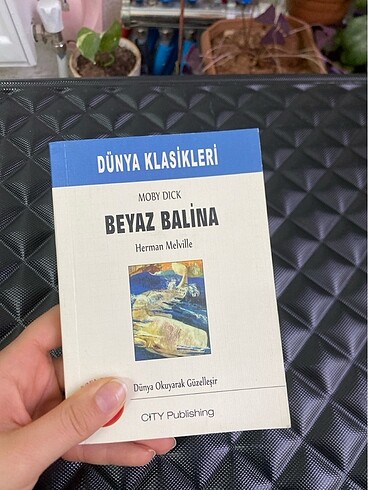 DÜNYA KLASİKLERİ
MOBY DICK
BEYAZ BALİNA
Herman Melville
Dünya Okuyarak Güzelleşir
CITY Publishing